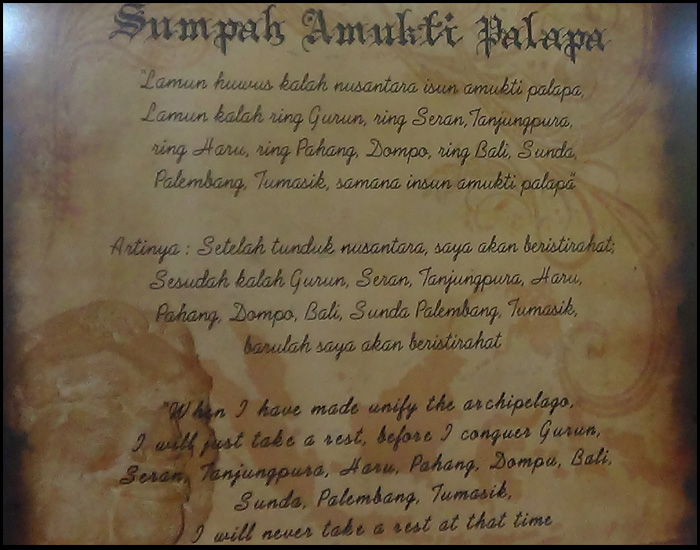 Sumpah Amukti Palapa
"Lamun huwus kalah nusantara isun amukti palapa,
Lamun kalah ring Gurun, ring Seran, Tanjungpura,
ring Haru, ring Pahang, Dompo, ring Bali, Sunda,
Palembang, Tumasik, samana insun amukti palapa"
Artinya : Setelah tunduk nusantara, saya akan beristirahat;
Sesudah kalah Gurun, Seran, Tanjungpura, Haru,
Pahang, Dompo, Bali, Sunda Palembang, Tumasik,
barulah saya akan beristirahat
"When I have made unify the archipelago,
I will just take a rest, before I conquer Gurun,
Seran, Tanjungpura, Haru, Pahang, Dompu, Bali,
Sunda, Palembang, Tumasik,
I will never take a rest at that time